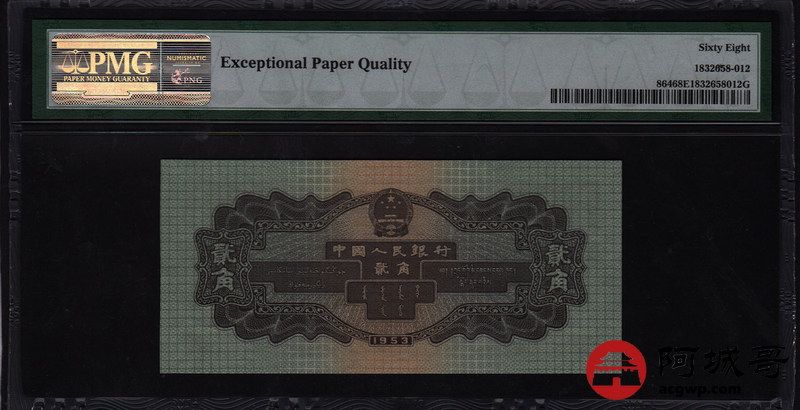 PMG
PAPER MONEY GUARANTY
NUMISMATIC
PNG
Exceptional Paper Quality
Sixty Eight
1832658-012
86468E1832658012G
中國人民銀行
貳角
貳角
貳角
1953
阿城哥
acgwp.com